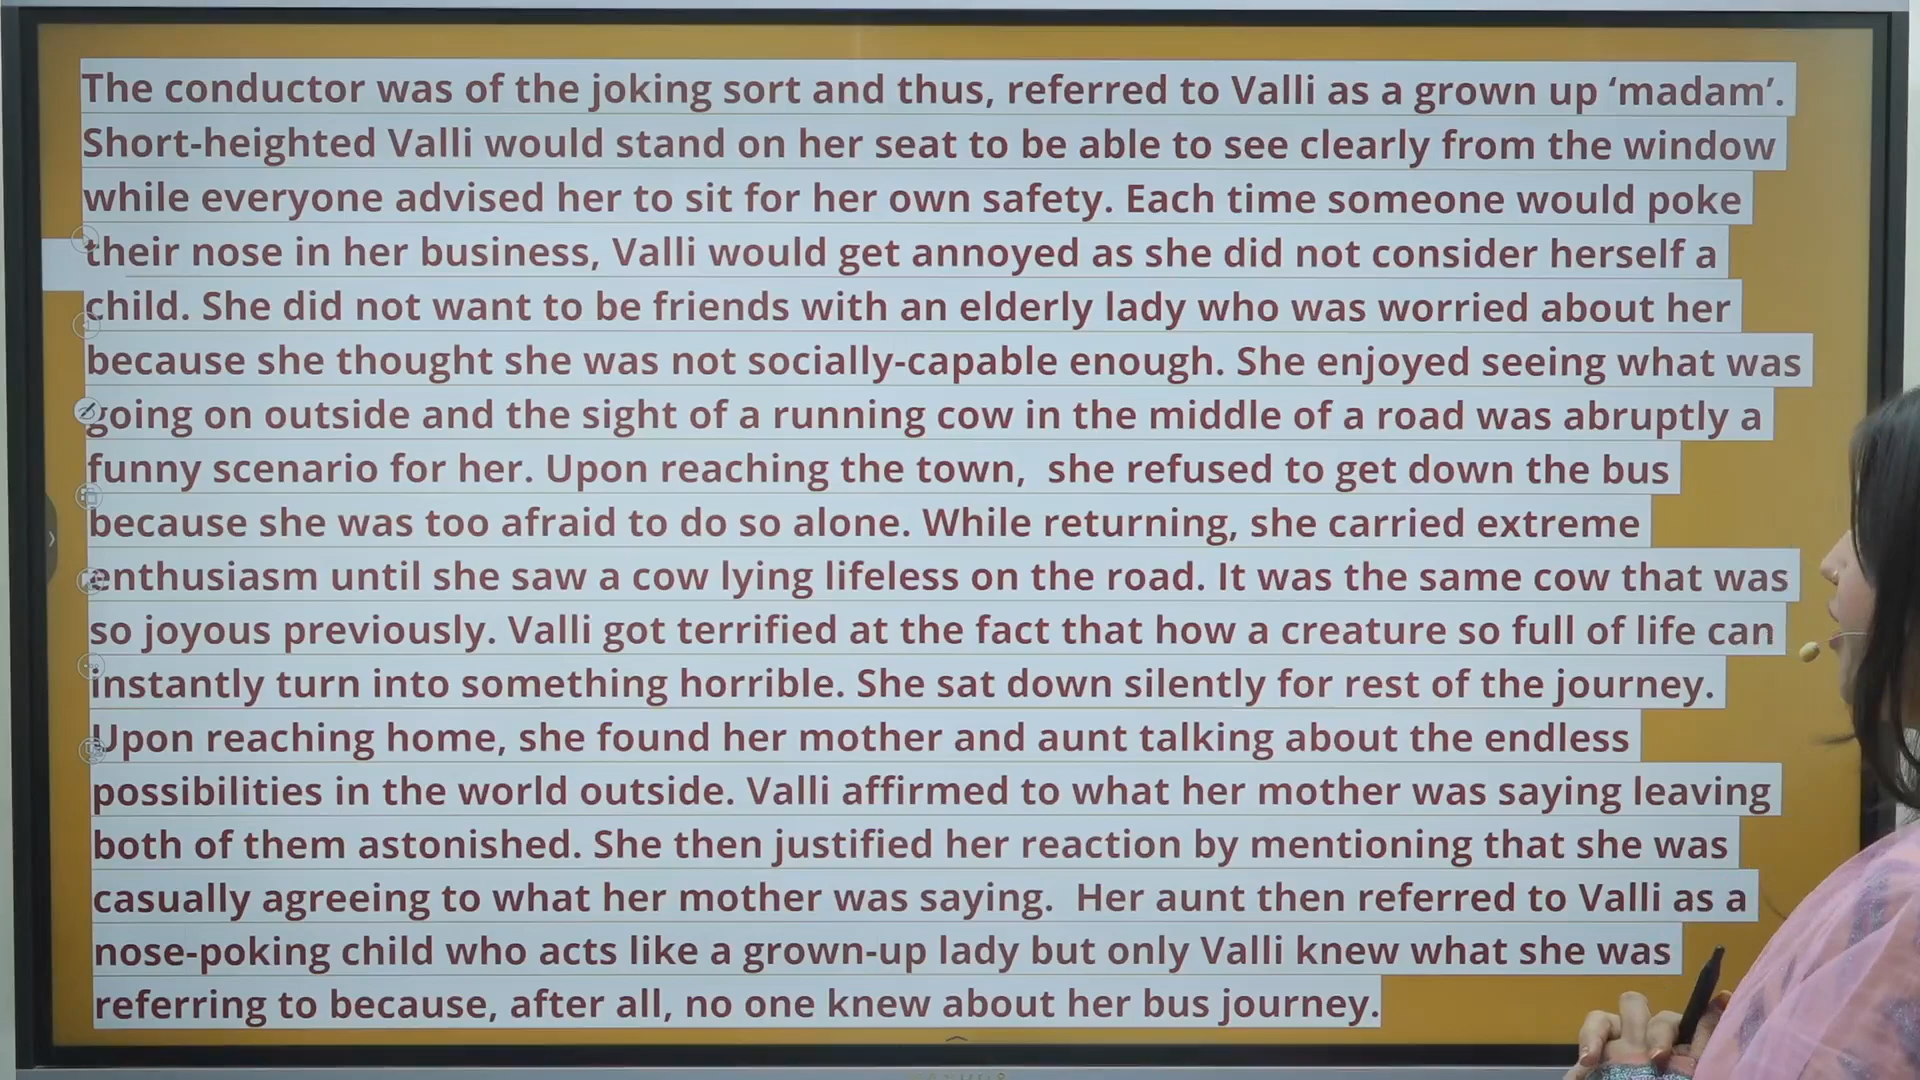 The conductor was of the joking sort and thus, referred to Valli as a grown up ‘madam’.
Short-heighted Valli would stand on her seat to be able to see clearly from the window
while everyone advised her to sit for her own safety. Each time someone would poke
their nose in her business, Valli would get annoyed as she did not consider herself a
child. She did not want to be friends with an elderly lady who was worried about her
because she thought she was not socially-capable enough. She enjoyed seeing what was
going on outside and the sight of a running cow in the middle of a road was abruptly a
funny scenario for her. Upon reaching the town,  she refused to get down the bus
because she was too afraid to do so alone. While returning, she carried extreme
enthusiasm until she saw a cow lying lifeless on the road. It was the same cow that was
so joyous previously. Valli got terrified at the fact that how a creature so full of life can
instantly turn into something horrible. She sat down silently for rest of the journey.
Upon reaching home, she found her mother and aunt talking about the endless
possibilities in the world outside. Valli affirmed to what her mother was saying leaving
both of them astonished. She then justified her reaction by mentioning that she was
casually agreeing to what her mother was saying.  Her aunt then referred to Valli as a
nose-poking child who acts like a grown-up lady but only Valli knew what she was
referring to because, after all, no one knew about her bus journey.